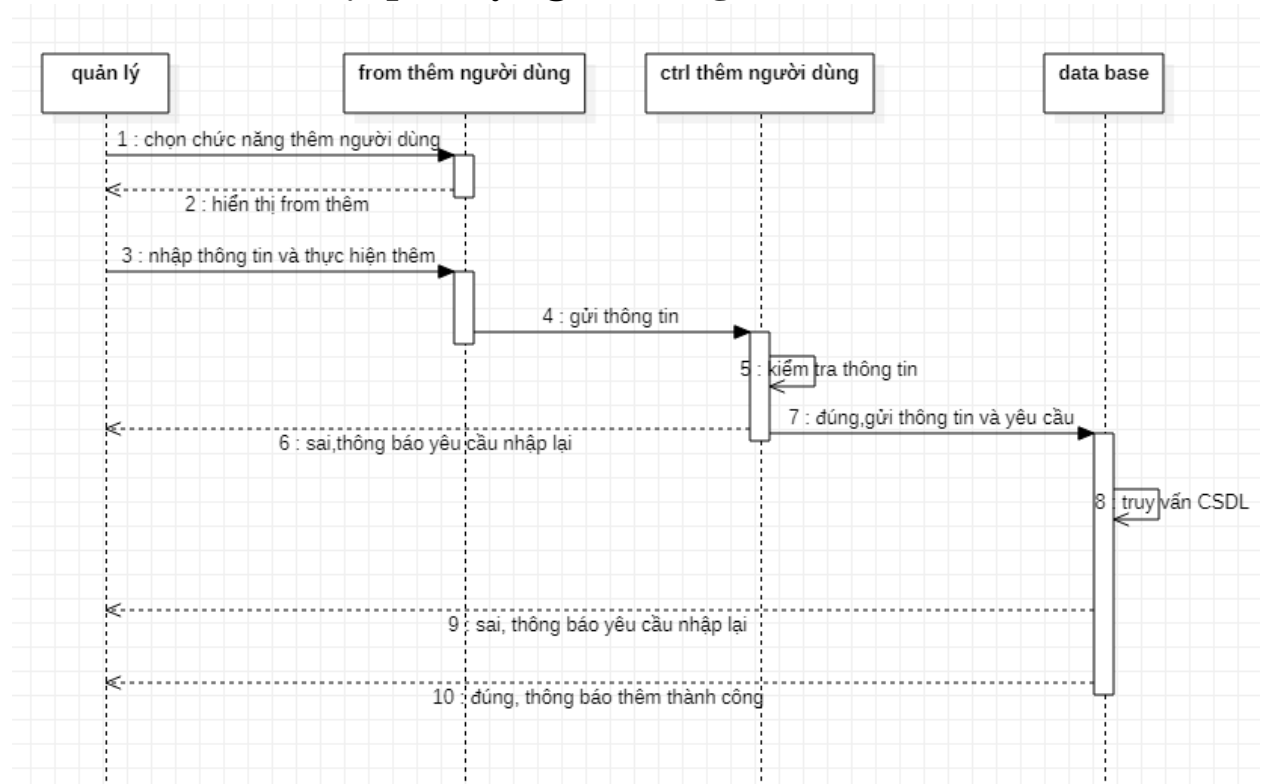 quản lý
from thêm người dùng
ctrl thêm người dùng
data base
1 : chọn chức năng thêm người dùng
2 : hiển thị from thêm
3 : nhập thông tin và thực hiện thêm
4 : gửi thông tin
5 : kiểm tra thông tin
7 : đúng,gửi thông tin và yêu cầu
6 : sai,thông báo yêu cầu nhập lại
8 : truy vấn CSDL
9 : sai, thông báo yêu cầu nhập lại
10 : đúng, thông báo thêm thành công